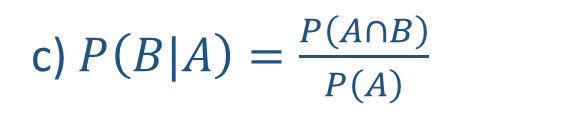 c) P(B|A) = P(A∩B) / P(A)